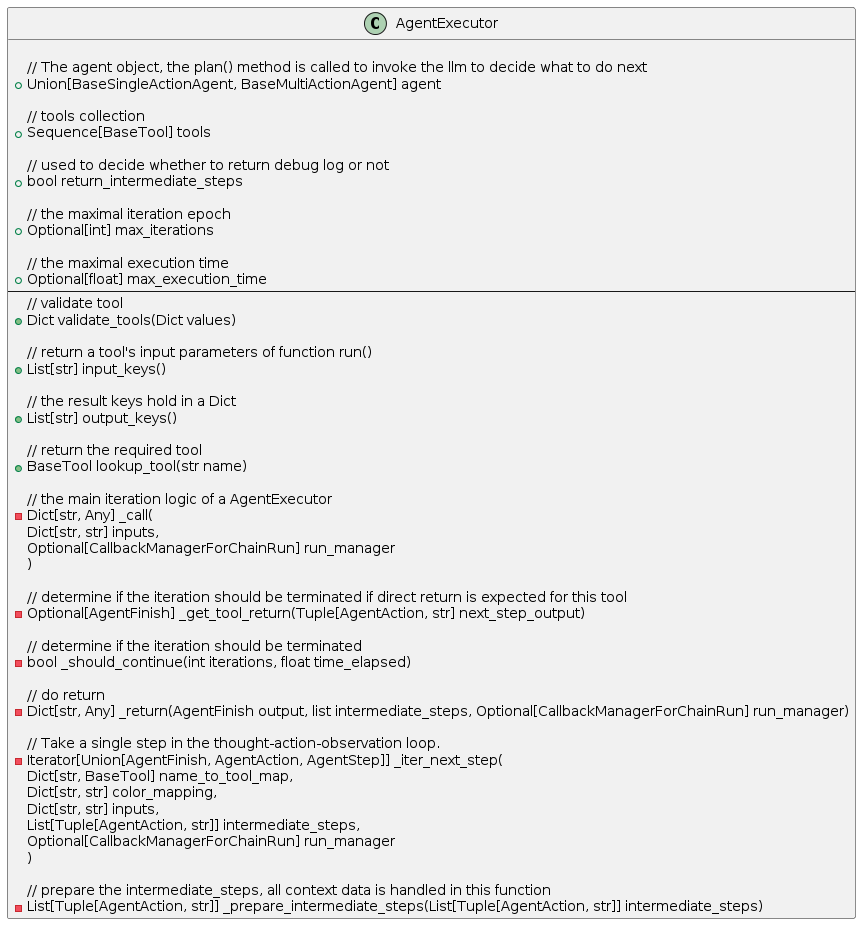 C AgentExecutor
// The agent object, the plan() method is called to invoke the llm to decide what to do next
Union[BaseSingleActionAgent, BaseMultiActionAgent] agent
// tools collection
Sequence[BaseTool] tools
// used to decide whether to return debug log or not
bool return_intermediate_steps
// the maximal iteration epoch
Optional[int] max_iterations
// the maximal execution time
Optional[float] max_execution_time
// validate tool
Dict validate_tools(Dict values)
// return a tool's input parameters of function run()
List[str] input_keys()
// the result keys hold in a Dict
List[str] output_keys()
// return the required tool
BaseTool lookup_tool(str name)
// the main iteration logic of a AgentExecutor
Dict[str, Any] _call(
Dict[str, str] inputs,
Optional[CallbackManagerForChainRun] run_manager
)
// determine if the iteration should be terminated if direct return is expected for this tool
Optional[AgentFinish] _get_tool_return(Tuple[AgentAction, str] next_step_output)
// determine if the iteration should be terminated
bool _should_continue(int iterations, float time_elapsed)
// do return
Dict[str, Any] _return(AgentFinish output, list intermediate_steps, Optional[CallbackManagerForChainRun] run_manager)
// Take a single step in the thought-action-observation loop.
Iterator[Union[AgentFinish, AgentAction, AgentStep]] _iter_next_step(
Dict[str, BaseTool] name_to_tool_map,
Dict[str, str] color_mapping,
Dict[str, str] inputs,
List[Tuple[AgentAction, str]] intermediate_steps,
Optional[CallbackManagerForChainRun] run_manager
)
// prepare the intermediate_steps, all context data is handled in this function
List[Tuple[AgentAction, str]] _prepare_intermediate_steps(List[Tuple[AgentAction, str]] intermediate_steps)